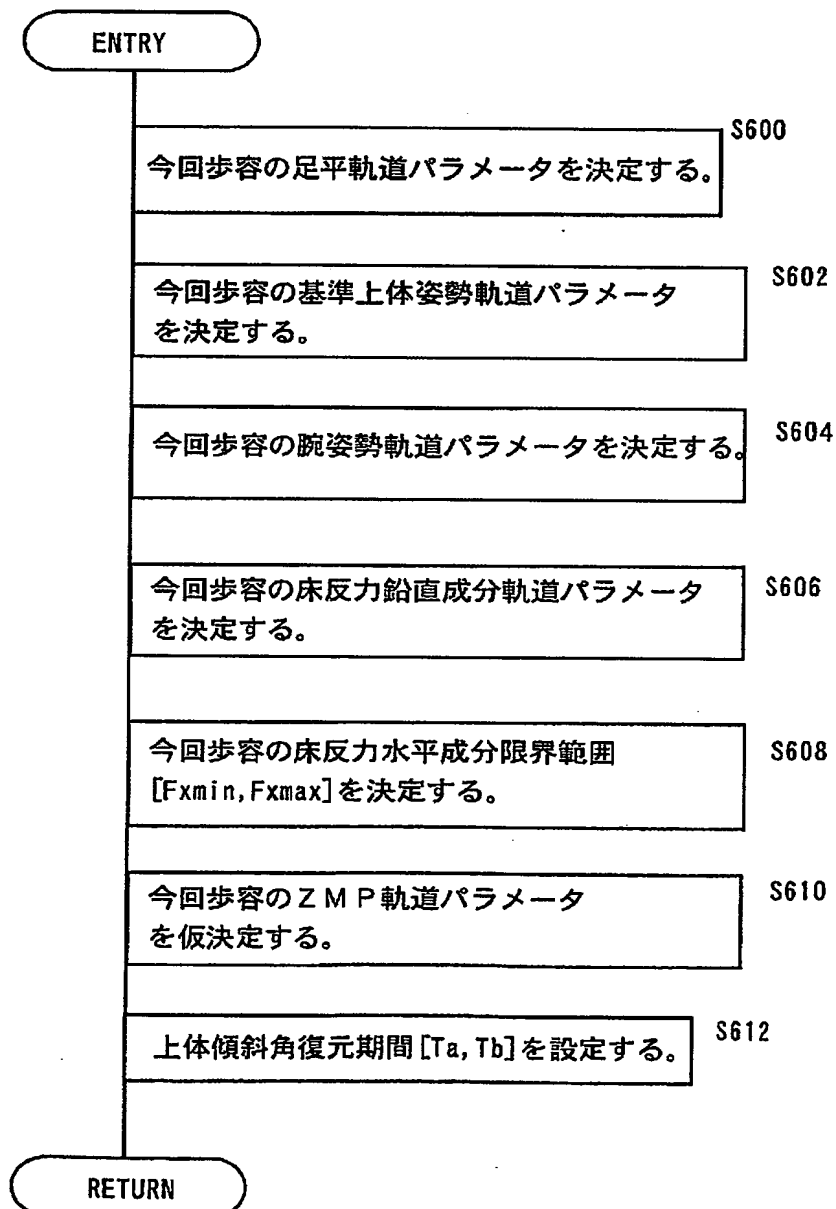 ENTRY
S600
今回歩容の足平軌道パラメータを決定する。
S602
今回歩容の基準上体姿勢軌道パラメータ
を決定する。
S604
今回歩容の腕姿勢軌道パラメータを決定する。
S606
今回歩容の床反力鉛直成分軌道パラメータ
を決定する。
S608
今回歩容の床反力水平成分限界範囲
[Fxmin,Fxmax]を決定する。
S610
今回歩容のＺＭＰ軌道パラメータ
を仮決定する。
S612
上体傾斜角復元期間[Ta,Tb]を設定する。
RETURN